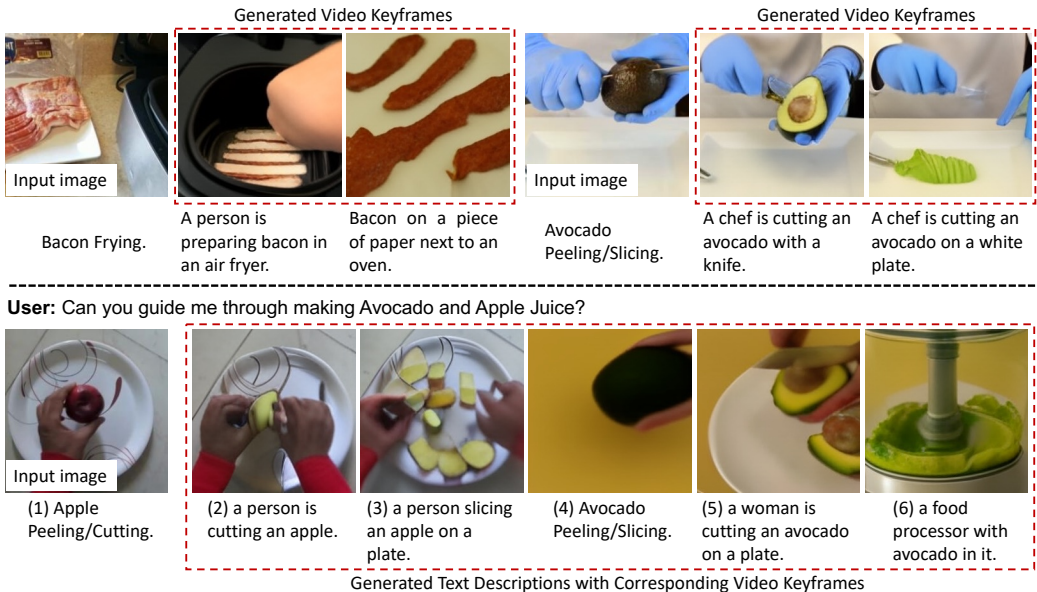 Generated Video Keyframes
Generated Video Keyframes
Input image
Input image
Bacon Frying.
A person is
preparing bacon in
an air fryer.
Bacon on a piece
of paper next to an
oven.
Avocado
Peeling/Slicing.
A chef is cutting an
avocado with a
knife.
A chef is cutting an
avocado on a white
plate.
User: Can you guide me through making Avocado and Apple Juice?
Input image
(1) Apple
Peeling/Cutting.
(2) a person is
cutting an apple.
(3) a person slicing
an apple on a
plate.
(4) Avocado
Peeling/Slicing.
(5) a woman is
cutting an avocado
on a plate.
(6) a food
processor with
avocado in it.
Generated Text Descriptions with Corresponding Video Keyframes